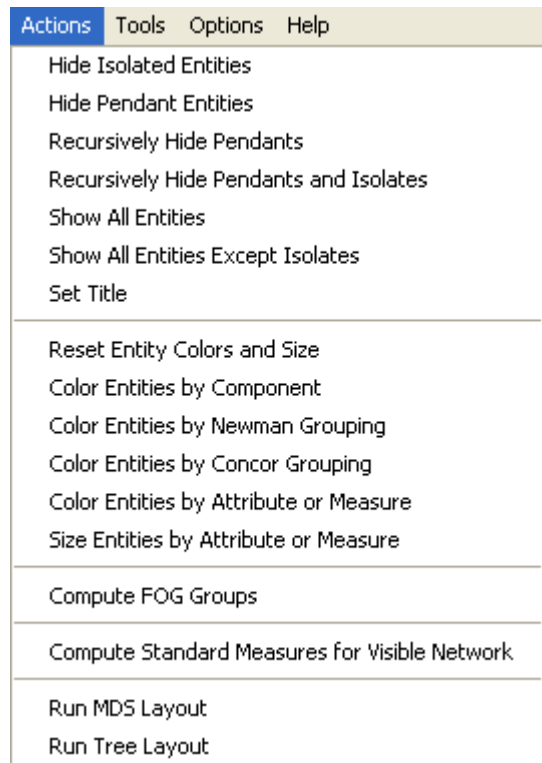 Actions Tools Options Help
Hide Isolated Entities
Hide Pendant Entities
Recursively Hide Pendants
Recursively Hide Pendants and Isolates
Show All Entities
Show All Entities Except Isolates
Set Title
Reset Entity Colors and Size
Color Entities by Component
Color Entities by Newman Grouping
Color Entities by Concor Grouping
Color Entities by Attribute or Measure
Size Entities by Attribute or Measure
Compute FOG Groups
Compute Standard Measures for Visible Network
Run MDS Layout
Run Tree Layout